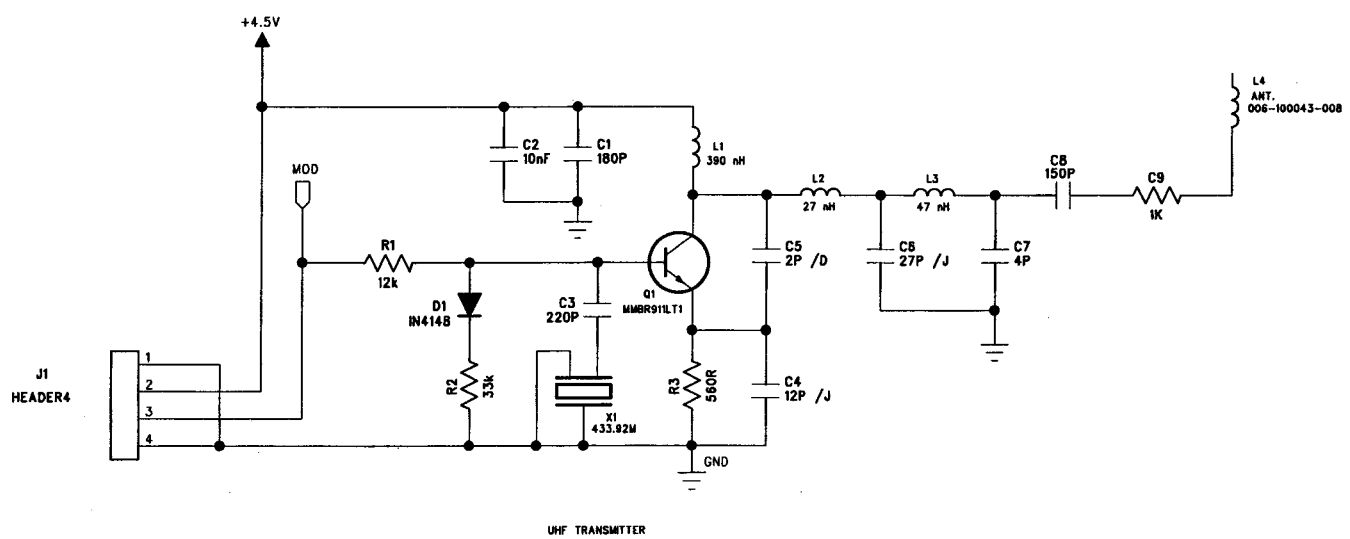 +4.5V
L4
ANT.
006-100043-008
C2
10nF
C1
180P
L1
390 nH
MOD
C8
150P
C9
1K
L2
27 nH
L3
47 nH
R1
12k
C5
2P /D
C6
27P /J
C7
4P
Q1
MMBR911LT1
D1
IN4148
C3
220P
J1
HEADER4
1
2
3
4
R2
33k
X1
433.92M
R3
560R
C4
12P /J
GND
UHF TRANSMITTER